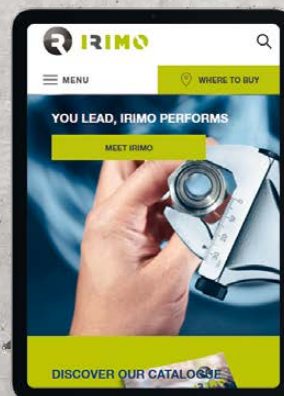 IRIMO
MENU
WHERE TO BUY
YOU LEAD, IRIMO PERFORMS
MEET IRIMO
DISCOVER OUR CATALOGUE